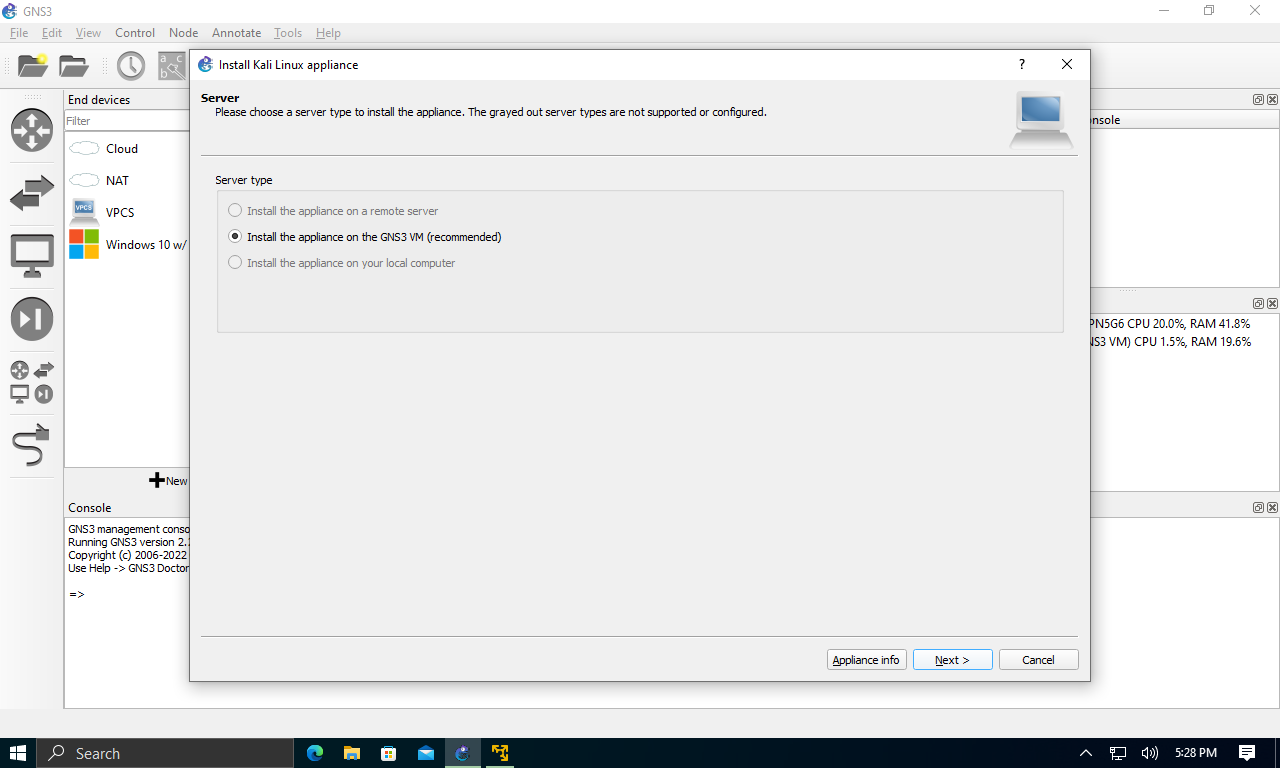 GNS3
File Edit View Control Node Annotate Tools Help
Install Kali Linux appliance
Server
Please choose a server type to install the appliance. The grayed out server types are not supported or configured.
End devices
Filter
Cloud
NAT
VPCS
VPCS
Windows 10 w/
New
Server type
Install the appliance on a remote server
Install the appliance on the GNS3 VM (recommended)
Install the appliance on your local computer
CPU 20.0%, RAM 41.8%
VM) CPU 1.5%, RAM 19.6%
Console
GNS3 management
Running GNS3 version
Copyright (c) 2006-2022
Use Help -> GNS3 Doctor
=>
Appliance info
Next >
Cancel
Search
5:28 PM